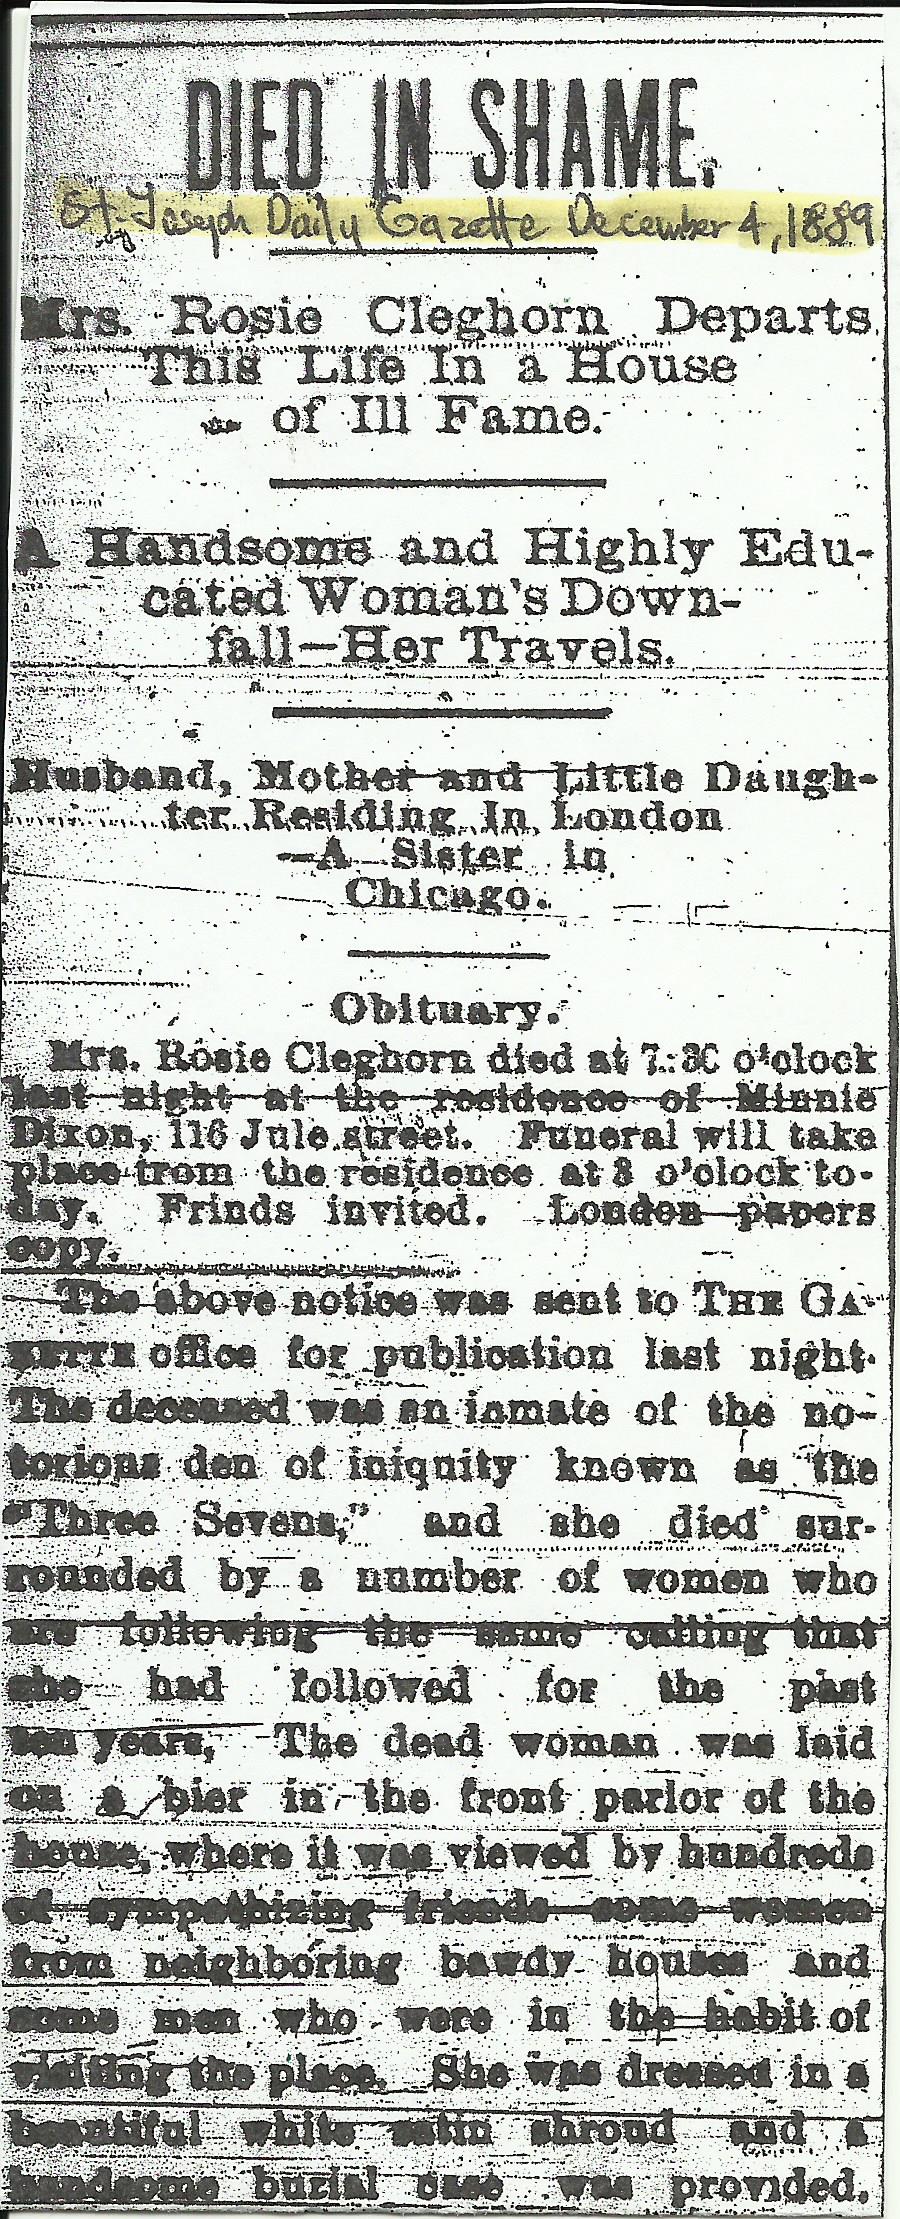 DIED IN SHAME.
St. Joseph Daily Gazette December 4, 1889
Mrs. Rosie Cleghorn Departs
This Life In a House
of Ill Fame.
A Handsome and Highly Edu-
cated Woman's Down-
fall—Her Travels.
Husband, Mother and Little Daugh-
ter Residing In London
—A Sister in
Chicago.
Obituary.
Mrs. Rosie Cleghorn died at 7:30 o'clock
last night at the residence of Minnie
Dixon, 116 Jule street. Funeral will take
place from the residence at 3 o'clock to-
day. Frinds invited. London papers
copy.
The above notice was sent to THE GA-
ZETTE office for publication last night.
The deceased was an inmate of the no-
torious den of iniquity known as the
"Three Sevens," and she died sur-
rounded by a number of women who
are following the same calling that
she had followed for the past
ten years. The dead woman was laid
on a bier in the front parlor of the
house, where it was viewed by hundreds
of sympathizing friends—some women
from neighboring bawdy houses and
some men who were in the habit of
visiting the place. She was dressed in a
beautiful white satin shroud and a
handsome burial case was provided.